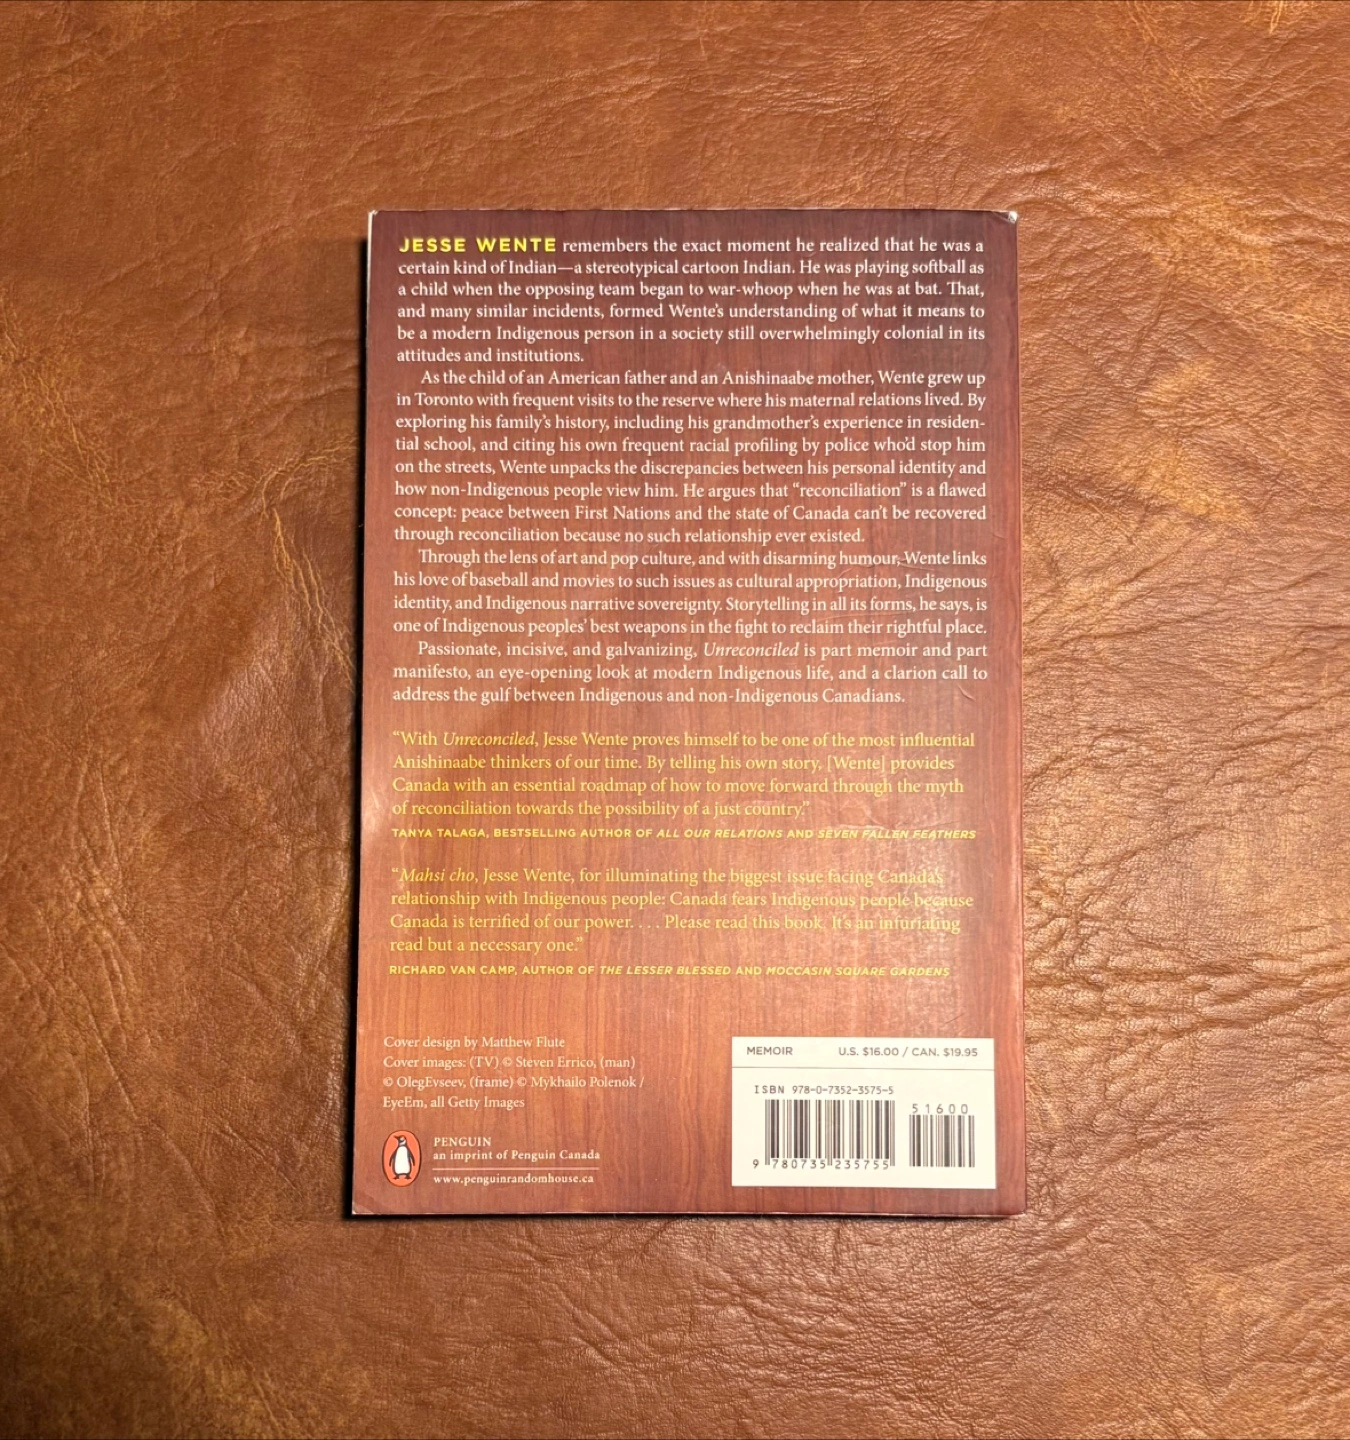 JESSE WENTE remembers the exact moment he realized that he was a
certain kind of Indian—a stereotypical cartoon Indian. He was playing softball as
a child when the opposing team began to war-whoop when he was at bat. That,
and many similar incidents, formed Wente's understanding of what it means to
be a modern Indigenous person in a society still overwhelmingly colonial in its
attitudes and institutions.
As the child of an American father and an Anishinaabe mother, Wente grew up
in Toronto with frequent visits to the reserve where his maternal relations lived. By
exploring his family's history, including his grandmother's experience in residen-
tial school, and citing his own frequent racial profiling by police who'd stop him
on the streets, Wente unpacks the discrepancies between his personal identity and
how non-Indigenous people view him. He argues that “reconciliation” is a flawed
concept: peace between First Nations and the state of Canada can't be recovered
through reconciliation because no such relationship ever existed.
Through the lens of art and pop culture, and with disarming humour, Wente links
his love of baseball and movies to such issues as cultural appropriation, Indigenous
identity, and Indigenous narrative sovereignty. Storytelling in all its forms, he says, is
one of Indigenous peoples' best weapons in the fight to reclaim their rightful place.
Passionate, incisive, and galvanizing, Unreconciled is part memoir and part
manifesto, an eye-opening look at modern Indigenous life, and a clarion call to
address the gulf between Indigenous and non-Indigenous Canadians.
“With Unreconciled, Jesse Wente proves himself to be one of the most influential
Anishinaabe thinkers of our time. By telling his own story, [Wente] provides
Canada with an essential roadmap of how to move forward through the myth
of reconciliation towards the possibility of a just country.”
TANYA TALAGA, BESTSELLING AUTHOR OF ALL OUR RELATIONS AND SEVEN FALLEN FEATHERS
“Mahsi cho, Jesse Wente, for illuminating the biggest issue facing Canada's
relationship with Indigenous people: Canada fears Indigenous people because
Canada is terrified of our power. . . . Please read this book. It's an infuriating
read but a necessary one.”
RICHARD VAN CAMP, AUTHOR OF THE LESSER BLESSED AND MOCCASIN SQUARE GARDENS
Cover design by Matthew Flute
Cover images: (TV) © Steven Errico, (man)
© OlegEvseev, (frame) © Mykhailo Polenok /
EyeEm, all Getty Images
PENGUIN
an imprint of Penguin Canada
www.penguinrandomhouse.ca
MEMOIR U.S. $16.00 / CAN. $19.95
ISBN 978-0-7352-3575-5
51600
9 780735 235755